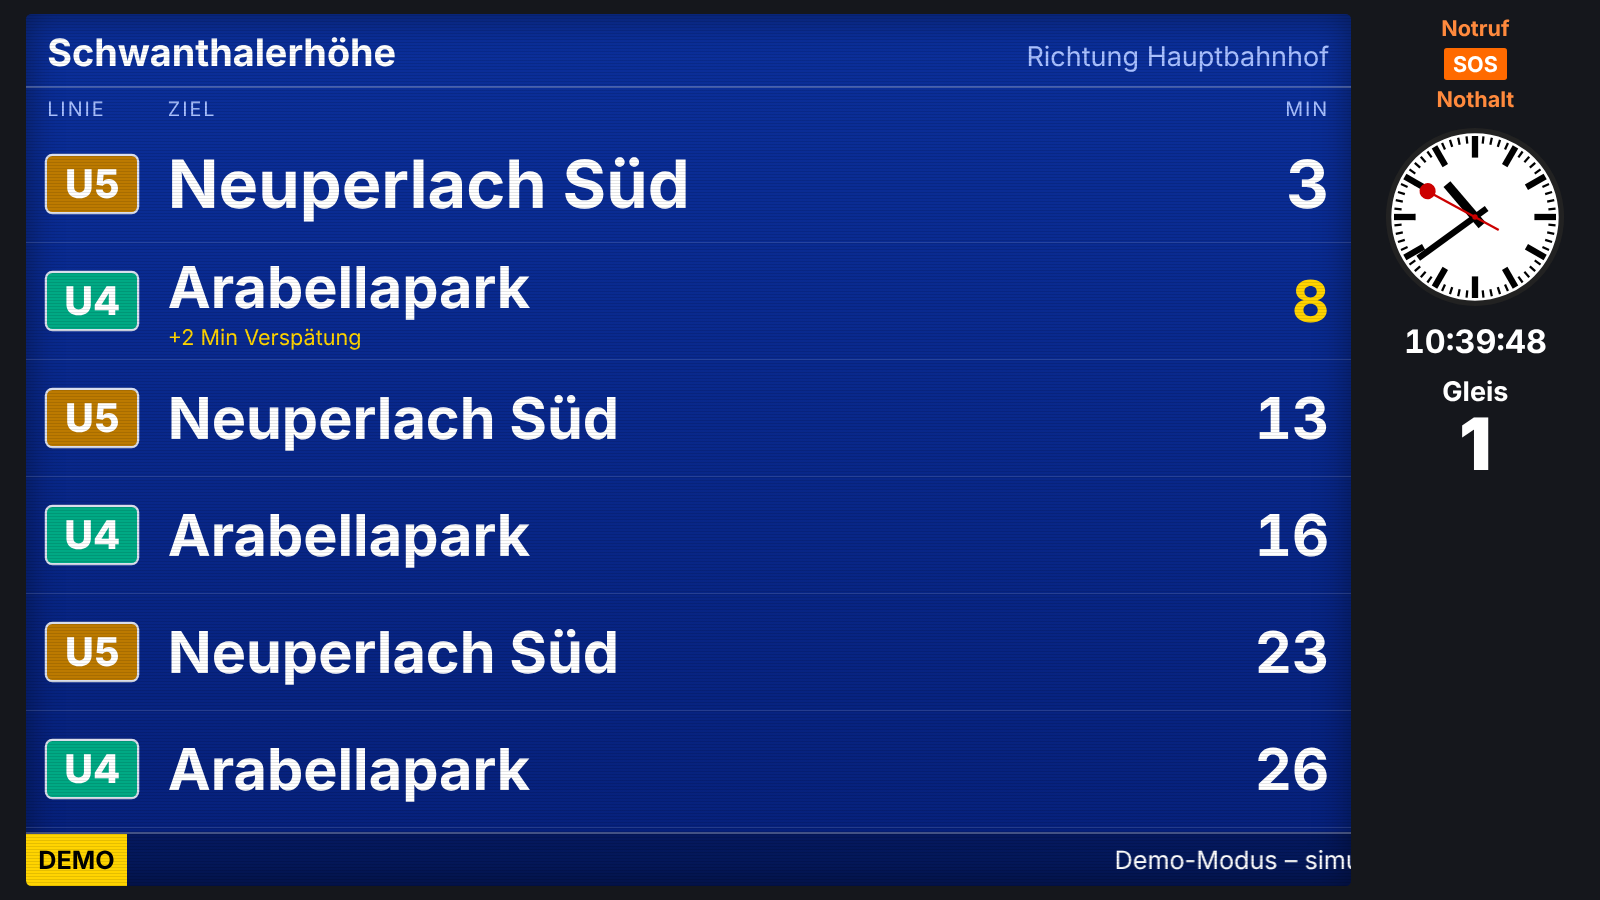 Schwanthalerhöhe
Richtung Hauptbahnhof
LINIE ZIEL MIN
U5 Neuperlach Süd 3
U4 Arabellapark 8
+2 Min Verspätung
U5 Neuperlach Süd 13
U4 Arabellapark 16
U5 Neuperlach Süd 23
U4 Arabellapark 26
DEMO Demo-Modus –
Notruf
SOS
Nothalt
10:39:48
Gleis
1